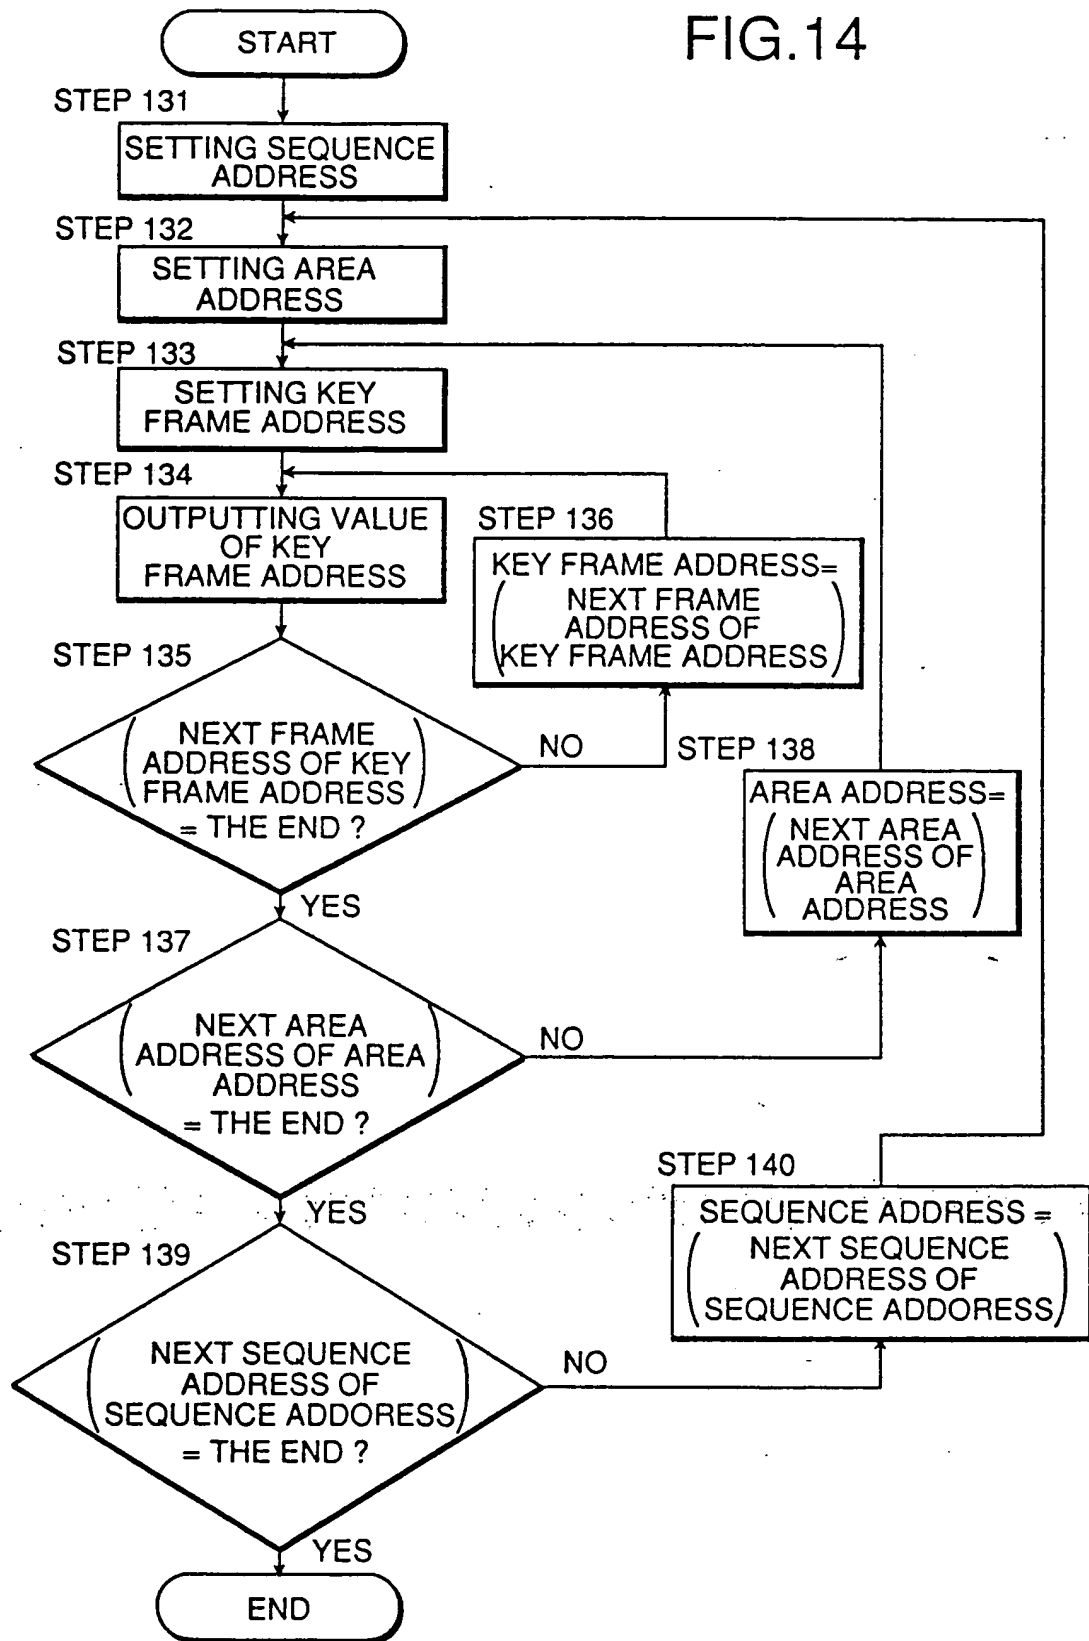 FIG.14
START
STEP 131
SETTING SEQUENCE
ADDRESS
STEP 132
SETTING AREA
ADDRESS
STEP 133
SETTING KEY
FRAME ADDRESS
STEP 134
OUTPUTTING VALUE
OF KEY
FRAME ADDRESS
STEP 136
KEY FRAME ADDRESS=
(NEXT FRAME
ADDRESS OF
KEY FRAME ADDRESS)
STEP 135
(NEXT FRAME
ADDRESS OF KEY
FRAME ADDRESS)
= THE END ?
NO
YES
STEP 138
AREA ADDRESS=
(NEXT AREA
ADDRESS OF
AREA
ADDRESS)
STEP 137
(NEXT AREA
ADDRESS OF AREA
ADDRESS)
= THE END ?
NO
YES
STEP 140
SEQUENCE ADDRESS =
(NEXT SEQUENCE
ADDRESS OF
SEQUENCE ADDORESS)
STEP 139
(NEXT SEQUENCE
ADDRESS OF
SEQUENCE ADDORESS)
= THE END ?
NO
YES
END